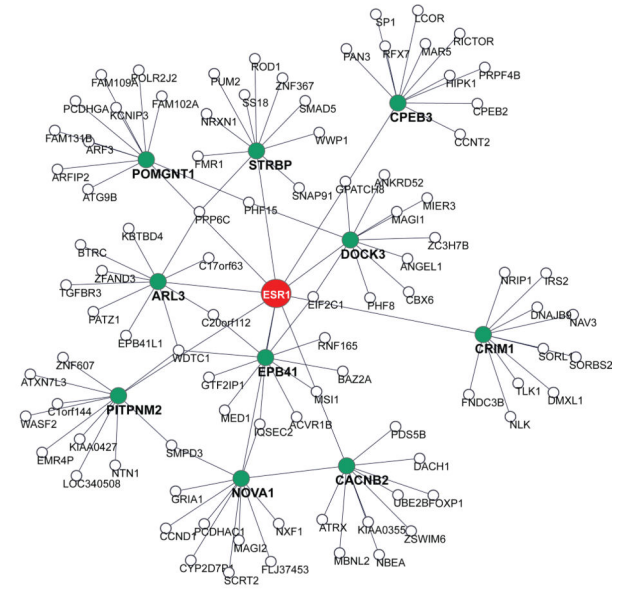 SP1
LCOR
RICTOR
PAN3
RFX7
MAR5
HIPK1
PRPF4B
CPEB3
CPEB2
CCNT2
ROD1
PUM2
ZNF367
SS18
SMAD5
NRXN1
WWP1
FMR1
STRBP
SNAP91
FAM109A
POLR2J2
PCDHGA
FAM102A
KCNIP3
FAM131B
ARF3
POMGNT1
ARFIP2
ATG9B
GPATCH8
ANKRD52
MIER3
MAGI1
PPP6C
PHF15
ZC3H7B
DOCK3
ANGEL1
KBTBD4
BTRC
C17orf63
ZFAND3
TGFBR3
ARL3
ESR1
EIF2C1
PHF8
CBX6
PATZ1
C20orf112
EPB41L1
WDTC1
NRIP1
IRS2
DNAJB9
NAV3
CRIM1
SORL1
SORBS2
TLK1
DMXL1
FNDC3B
NLK
RNF165
EPB41
BAZ2A
GTF2IP1
MSI1
MED1
ACVR1B
IQSEC2
ZNF607
ATXN7L3
C1orf144
PITPNM2
WASF2
KIAA0427
EMR4P
SMPD3
NTN1
LOC340508
PDS5B
DACH1
CACNB2
NOVA1
UBE2B
FOXP1
GRIA1
ATRX
KIAA0355
ZSWIM6
CCND1
PCDHAC1
NXF1
MAGI2
MBNL2
NBEA
CYP2D7P1
FLJ37453
SCRT2